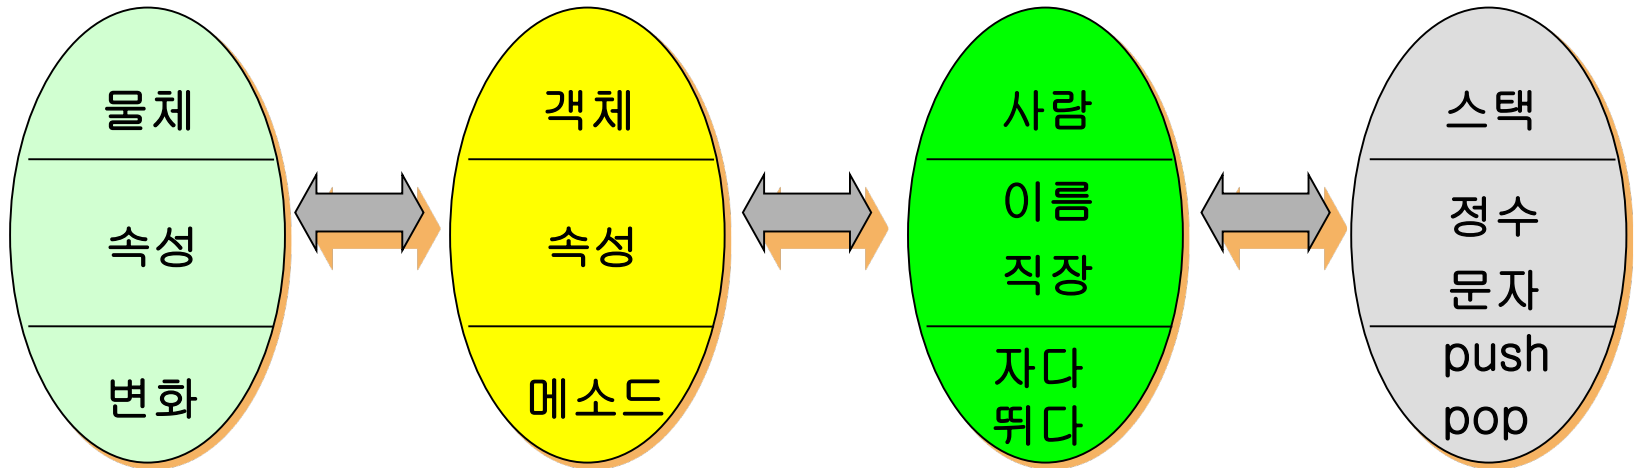 물체
속성
변화
객체
속성
메소드
사람
이름
직장
자다
뛰다
스택
정수
문자
push
pop